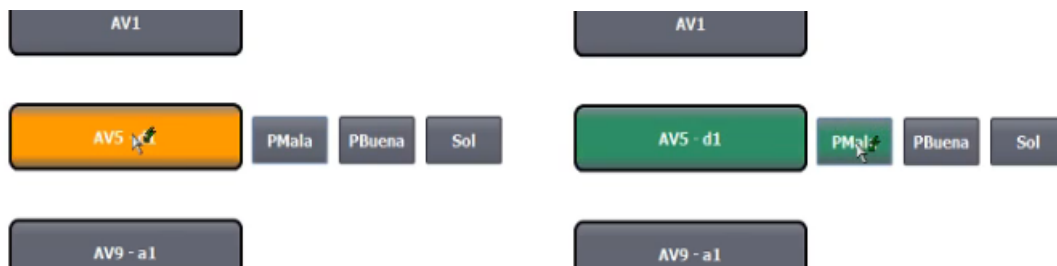 AV1 AV1
AV5 PMala PBuena Sol AV5 - d1 PMala PBuena Sol
AV9 - a1 AV9 - a1